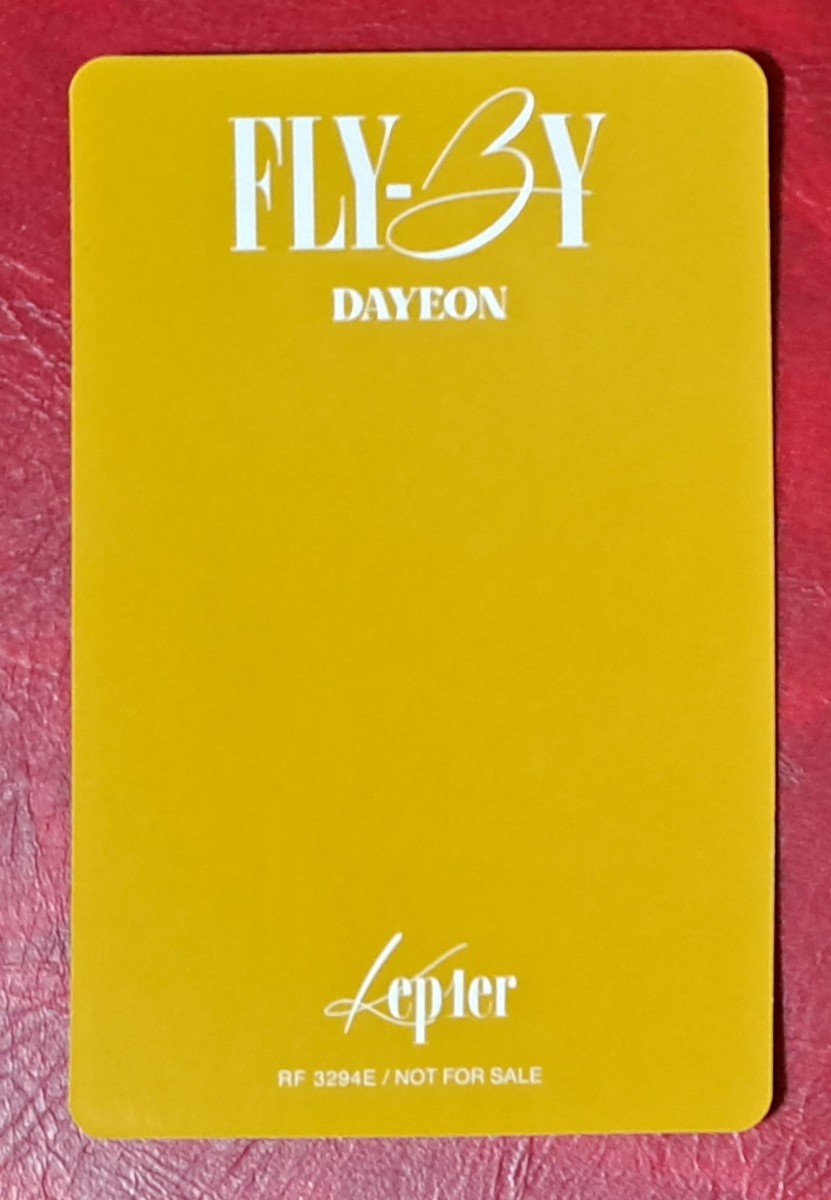 FLY-BY
DAYEON
Kep1er
RF 3294E / NOT FOR SALE